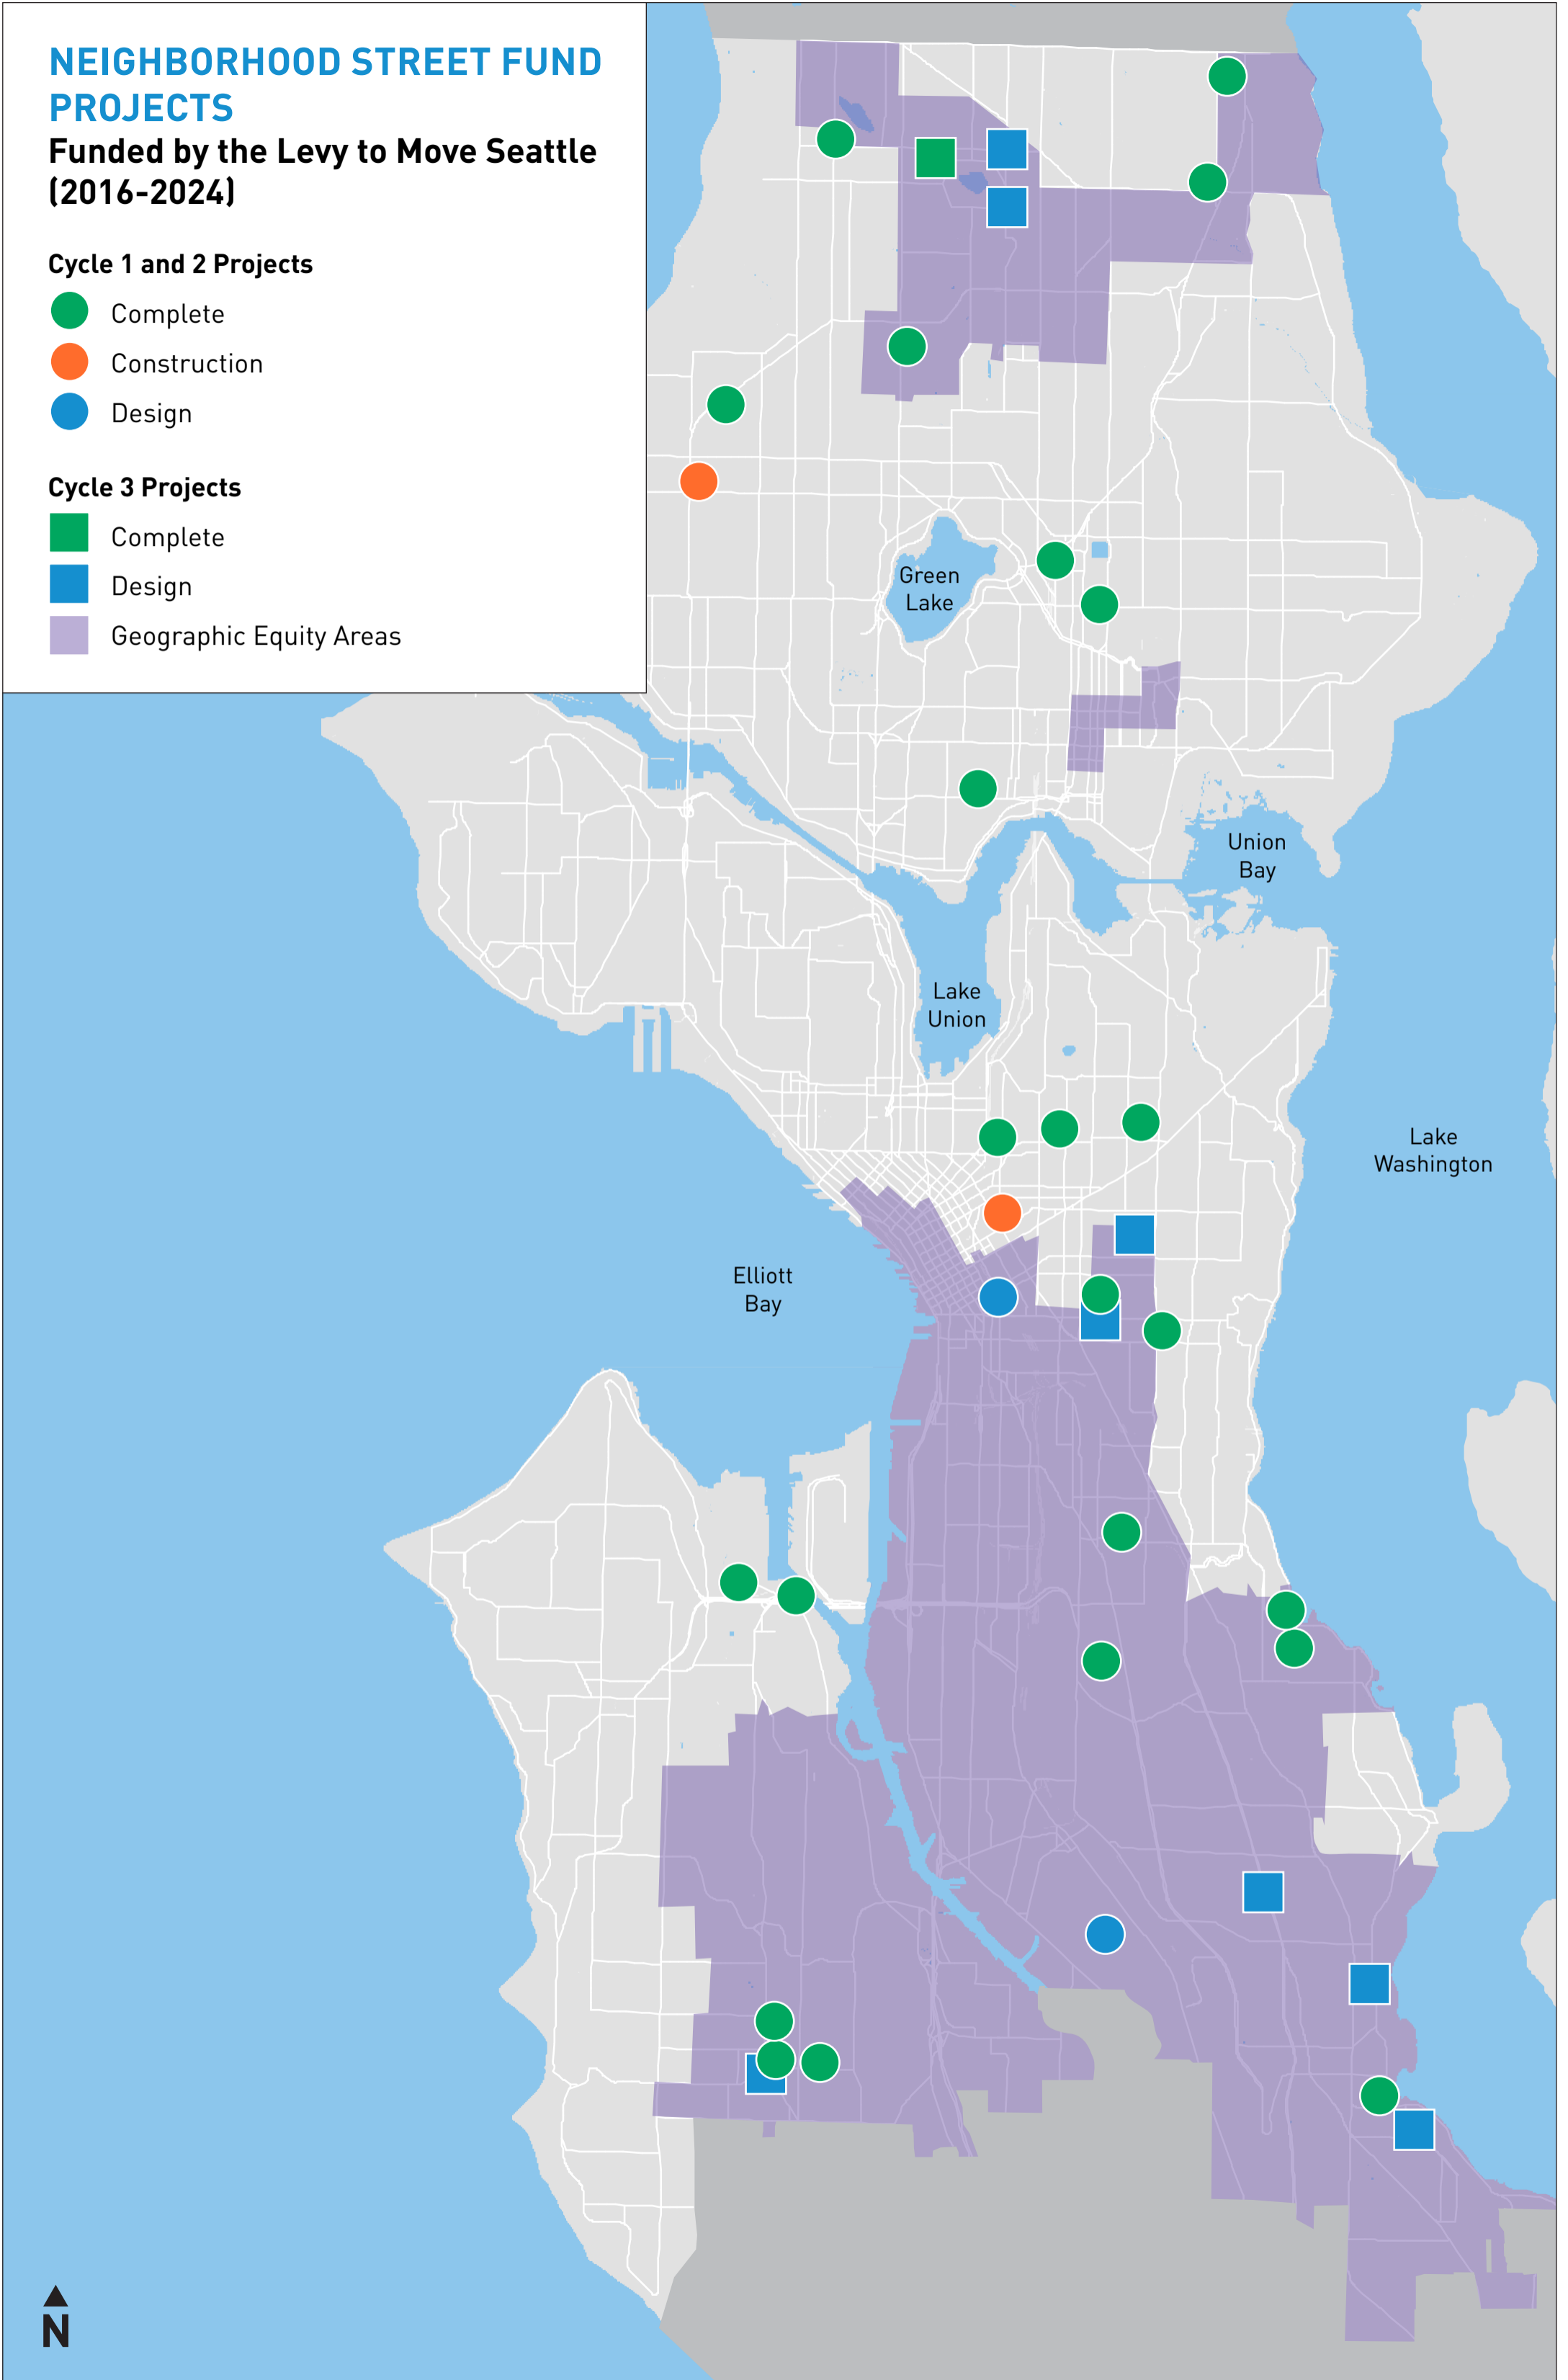 NEIGHBORHOOD STREET FUND
PROJECTS
Funded by the Levy to Move Seattle
(2016-2024)
Cycle 1 and 2 Projects
Complete
Construction
Design
Cycle 3 Projects
Complete
Design
Geographic Equity Areas
Green
Lake
Union
Bay
Lake
Union
Lake
Washington
Elliott
Bay
N